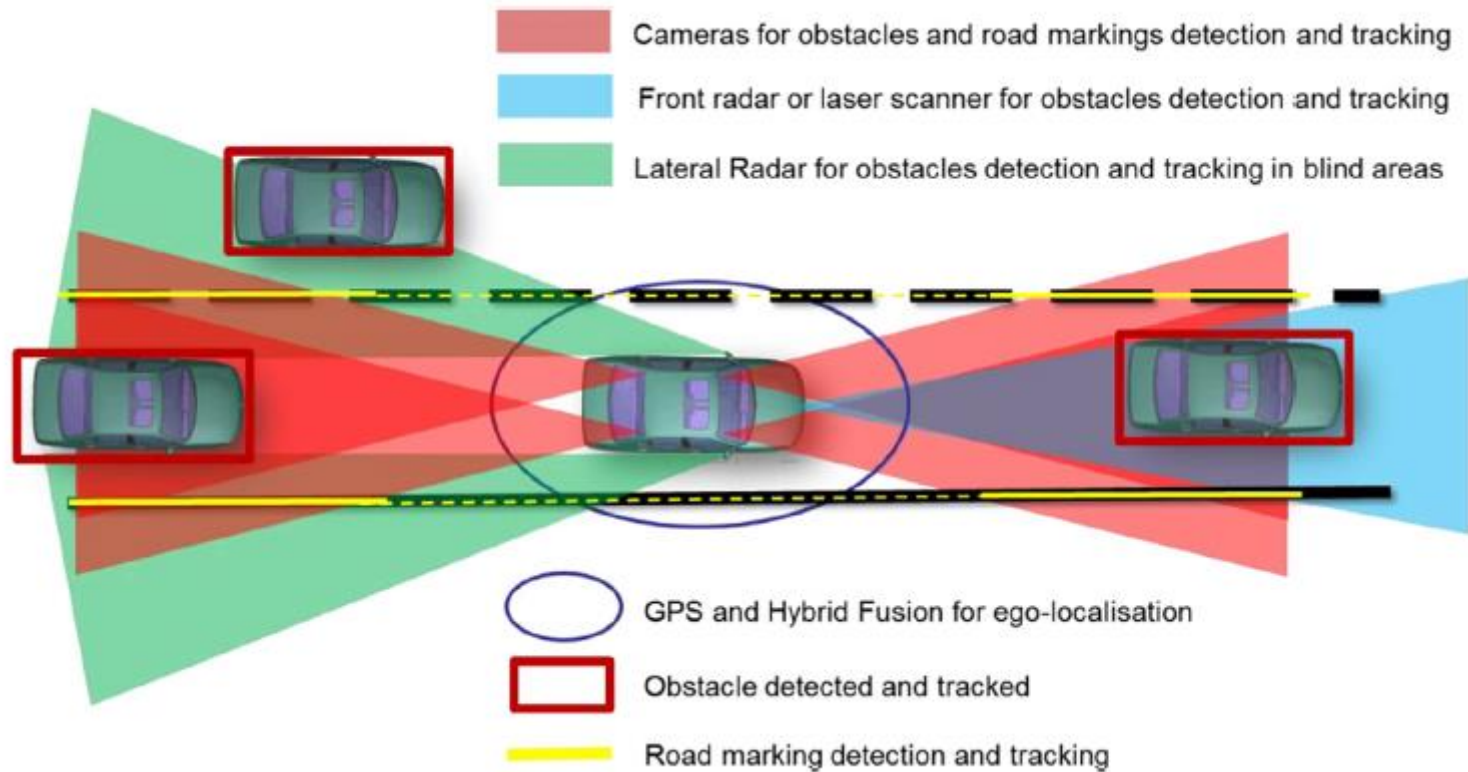 Cameras for obstacles and road markings detection and tracking
Front radar or laser scanner for obstacles detection and tracking
Lateral Radar for obstacles detection and tracking in blind areas
GPS and Hybrid Fusion for ego-localisation
Obstacle detected and tracked
Road marking detection and tracking